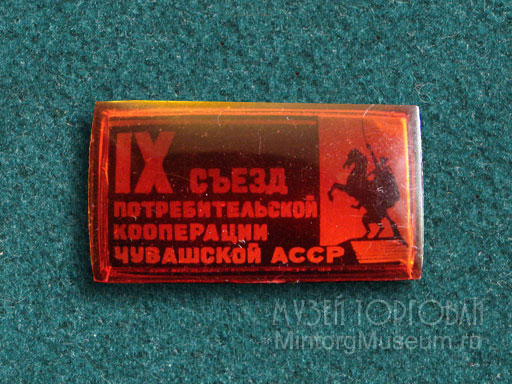 IX СЪЕЗД
ПОТРЕБИТЕЛЬСКОЙ
КООПЕРАЦИИ
ЧУВАШСКОЙ АССР
МУЗЕЙ ТОРГОВЛИ
MintorgMuseum.ru